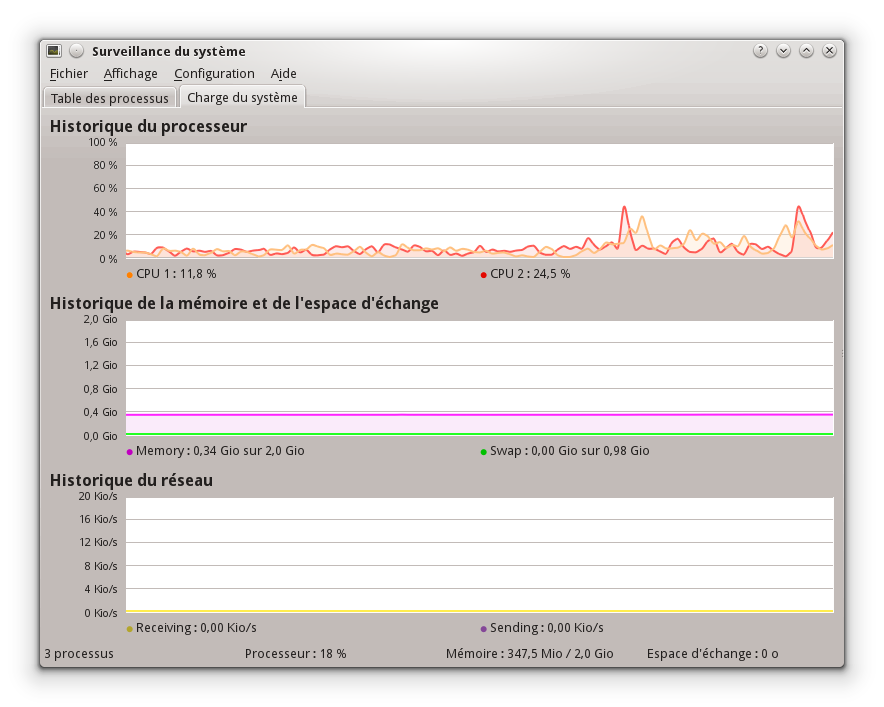 Surveillance du système
?
Fichier Affichage Configuration Aide
Table des processus Charge du système
Historique du processeur
100 %
80 %
60 %
40 %
20 %
0 %
CPU 1 : 11,8 % CPU 2 : 24,5 %
Historique de la mémoire et de l'espace d'échange
2,0 Gio
1,6 Gio
1,2 Gio
0,8 Gio
0,4 Gio
0,0 Gio
Memory : 0,34 Gio sur 2,0 Gio Swap : 0,00 Gio sur 0,98 Gio
Historique du réseau
20 Kio/s
16 Kio/s
12 Kio/s
8 Kio/s
4 Kio/s
0 Kio/s
Receiving : 0,00 Kio/s Sending : 0,00 Kio/s
3 processus Processeur : 18 % Mémoire : 347,5 Mio / 2,0 Gio Espace d'échange : 0 o